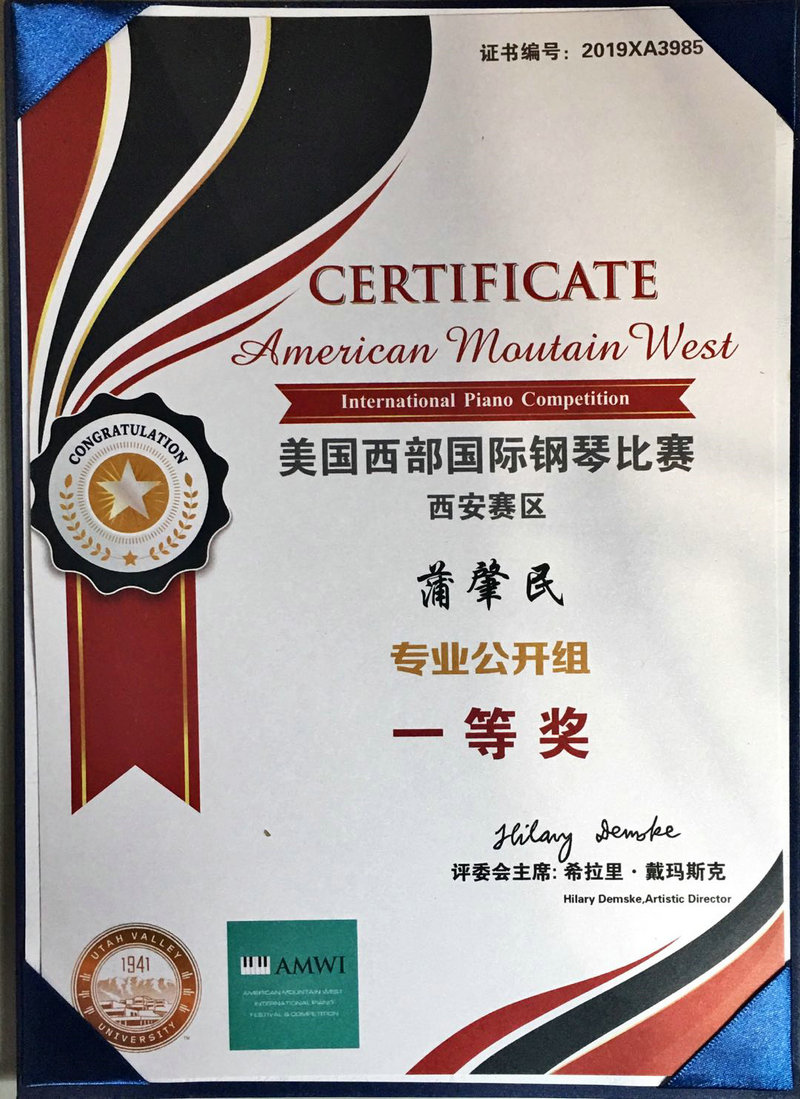 证书编号：2019XA3985
CERTIFICATE
American Moutain West
International Piano Competition
CONGRATULATION
美国西部国际钢琴比赛
西安赛区
蒲肇民
专业公开组
一等奖
Hilary Demske
评委会主席：希拉里·戴玛斯克
Hilary Demske,Artistic Director
UTAH VALLEY
1941
UNIVERSITY
TM
AMWI
AMERICAN MOUNTAIN WEST
INTERNATIONAL PIANO
FESTIVAL & COMPETITION